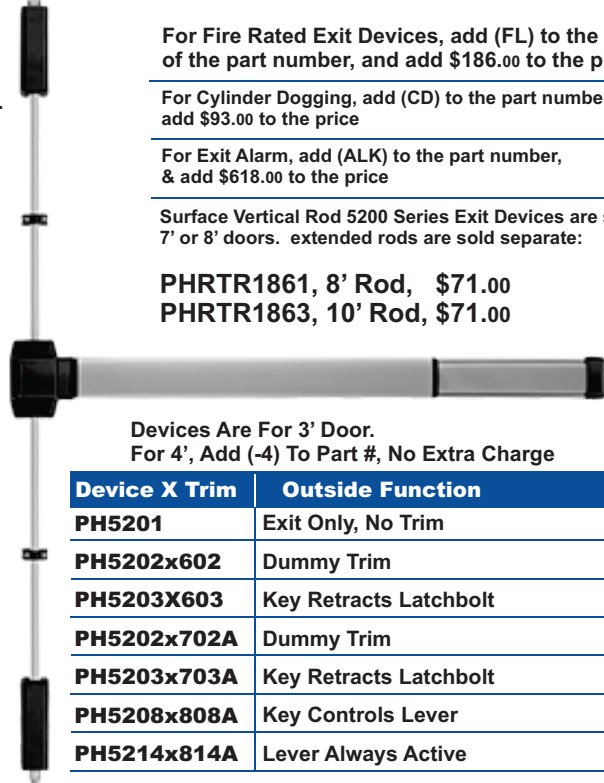 For Fire Rated Exit Devices, add (FL) to the
of the part number, and add $186.00 to the
For Cylinder Dogging, add (CD) to the part
add $93.00 to the price
For Exit Alarm, add (ALK) to the part number,
& add $618.00 to the price
Surface Vertical Rod 5200 Series Exit Devices are
7’ or 8’ doors. extended rods are sold separate:
PHRTR1861, 8’ Rod, $71.00
PHRTR1863, 10’ Rod, $71.00
Devices Are For 3’ Door.
For 4’, Add (-4) To Part #, No Extra Charge
Device X Trim Outside Function
PH5201 Exit Only, No Trim
PH5202x602 Dummy Trim
PH5203X603 Key Retracts Latchbolt
PH5202x702A Dummy Trim
PH5203x703A Key Retracts Latchbolt
PH5208x808A Key Controls Lever
PH5214x814A Lever Always Active